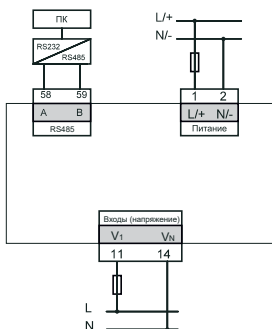 ПК
RS232
RS485
58 59
A B
RS485
L/+
N/-
1 2
L/+ N/-
Питание
Входы (напряжение)
V1 VN
11 14
L
N